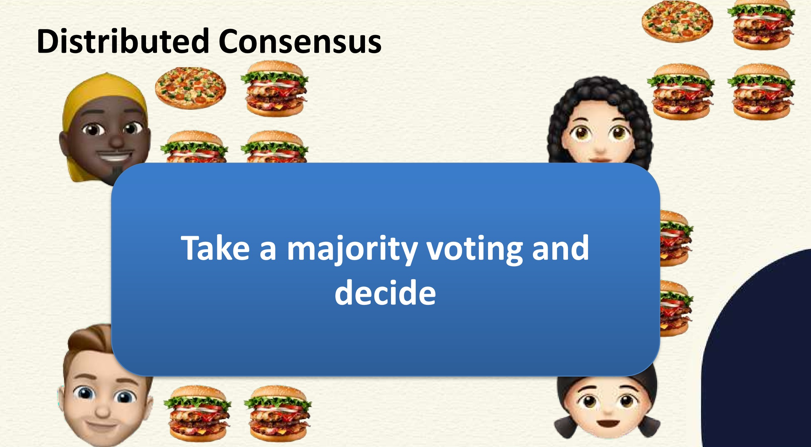 Distributed Consensus
Take a majority voting and
decide